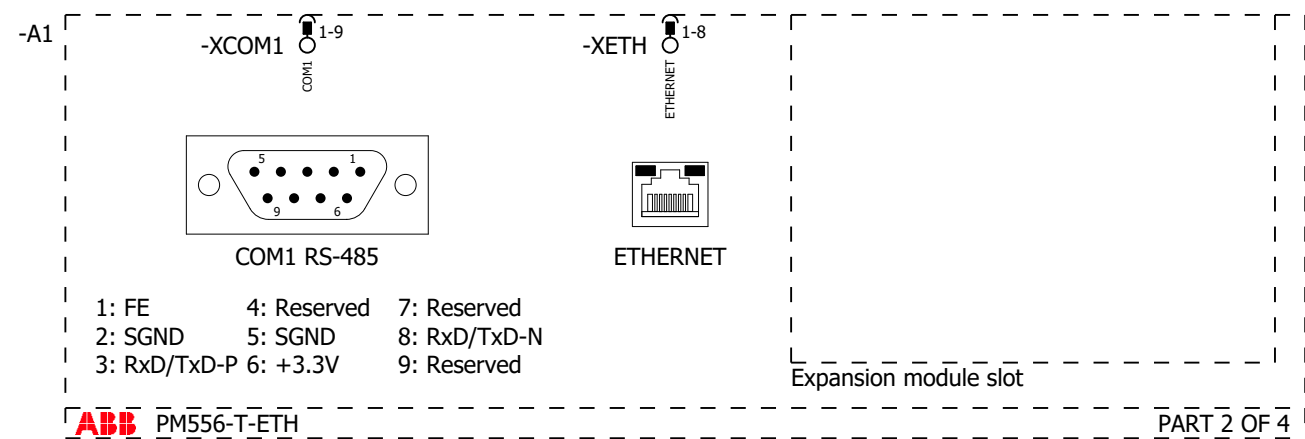 -A1
-XCOM1 1-9
COM1
-XETH 1-8
ETHERNET
5 1
9 6
COM1 RS-485
ETHERNET
1: FE 4: Reserved 7: Reserved
2: SGND 5: SGND 8: RxD/TxD-N
3: RxD/TxD-P 6: +3.3V 9: Reserved
Expansion module slot
ABB PM556-T-ETH
PART 2 OF 4